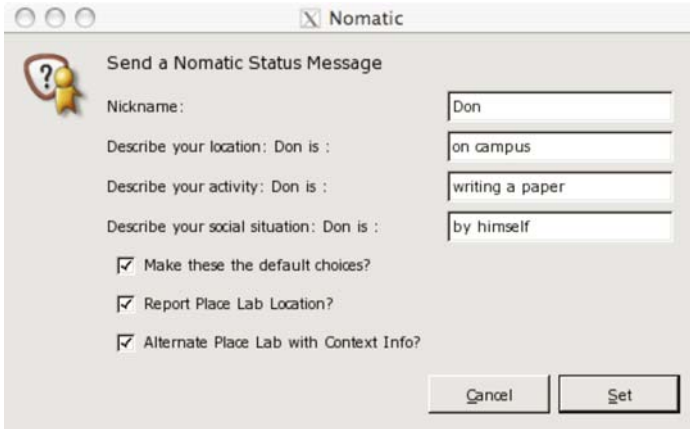 Nomatic
Send a Nomatic Status Message
Nickname: Don
Describe your location: Don is : on campus
Describe your activity: Don is : writing a paper
Describe your social situation: Don is : by himself
Make these the default choices?
Report Place Lab Location?
Alternate Place Lab with Context Info?
Cancel Set